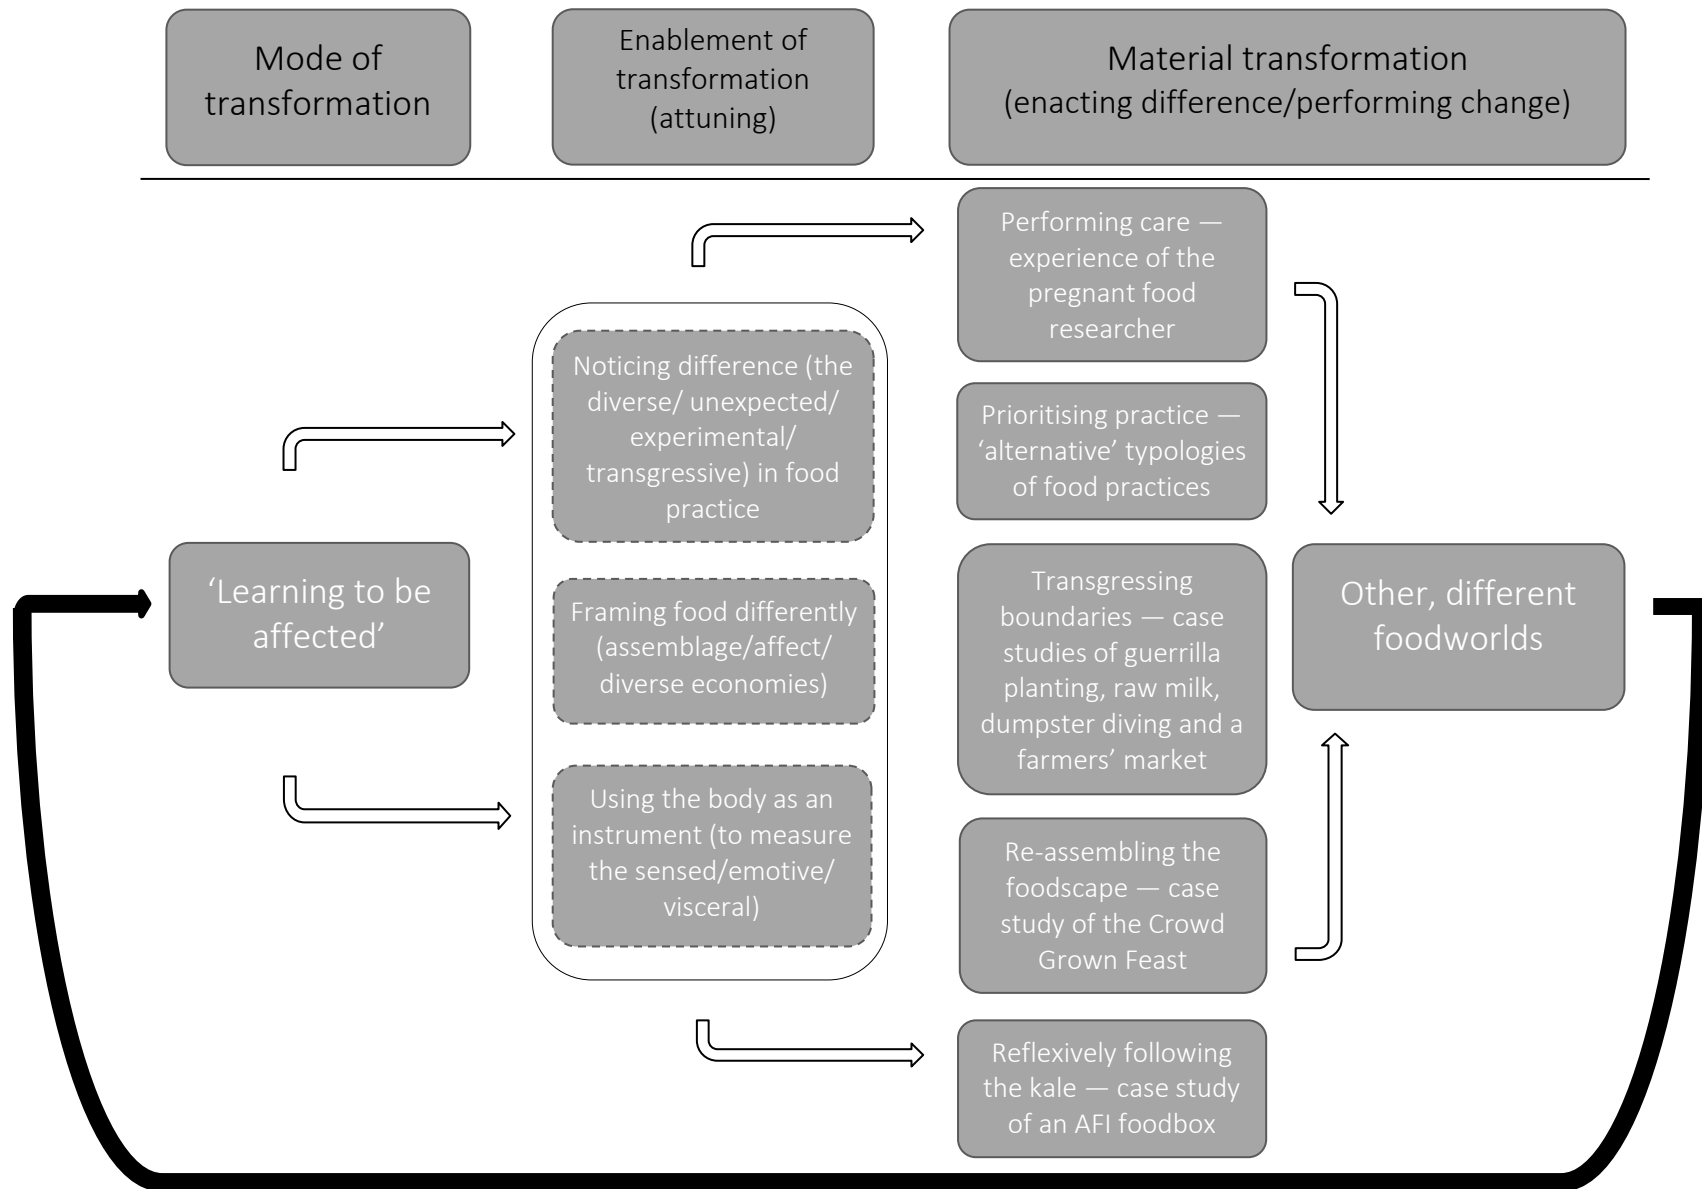 Mode of
transformation
Enablement of
transformation
(attuning)
Material transformation
(enacting difference/performing change)
‘Learning to be
affected’
Noticing difference (the
diverse/ unexpected/
experimental/
transgressive) in food
practice
Framing food differently
(assemblage/affect/
diverse economies)
Using the body as an
instrument (to measure
the sensed/emotive/
visceral)
Performing care —
experience of the
pregnant food
researcher
Prioritising practice —
‘alternative’ typologies
of food practices
Transgressing
boundaries — case
studies of guerrilla
planting, raw milk,
dumpster diving and a
farmers’ market
Re-assembling the
foodscape — case
study of the Crowd
Grown Feast
Reflexively following
the kale — case study
of an AFI foodbox
Other, different
foodworlds